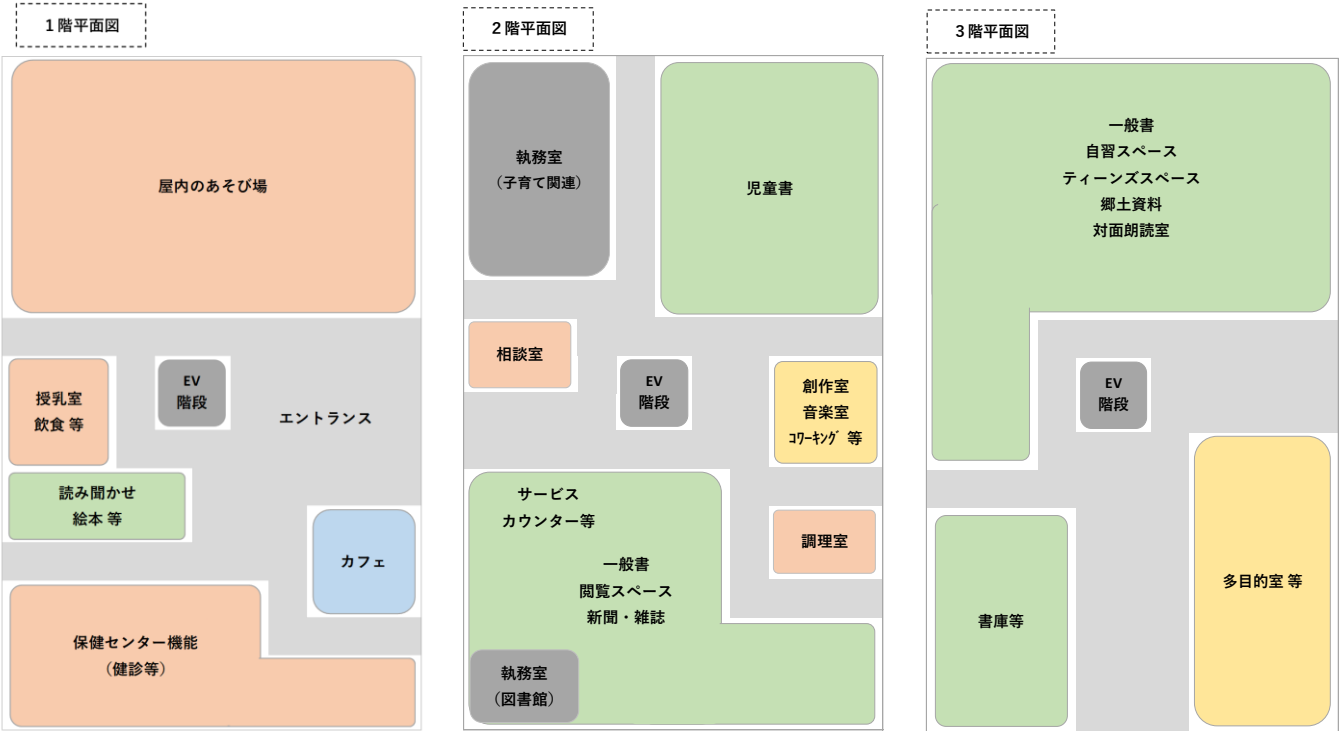 1階平面図
屋内のあそび場
授乳室
飲食 等
EV
階段
エントランス
読み聞かせ
絵本 等
カフェ
保健センター機能
（健診等）
2階平面図
執務室
（子育て関連）
児童書
相談室
EV
階段
創作室
音楽室
ｺﾜｰｷﾝｸﾞ 等
サービス
カウンター等
調理室
一般書
閲覧スペース
新聞・雑誌
執務室
（図書館）
3階平面図
一般書
自習スペース
ティーンズスペース
郷土資料
対面朗読室
EV
階段
多目的室 等
書庫等